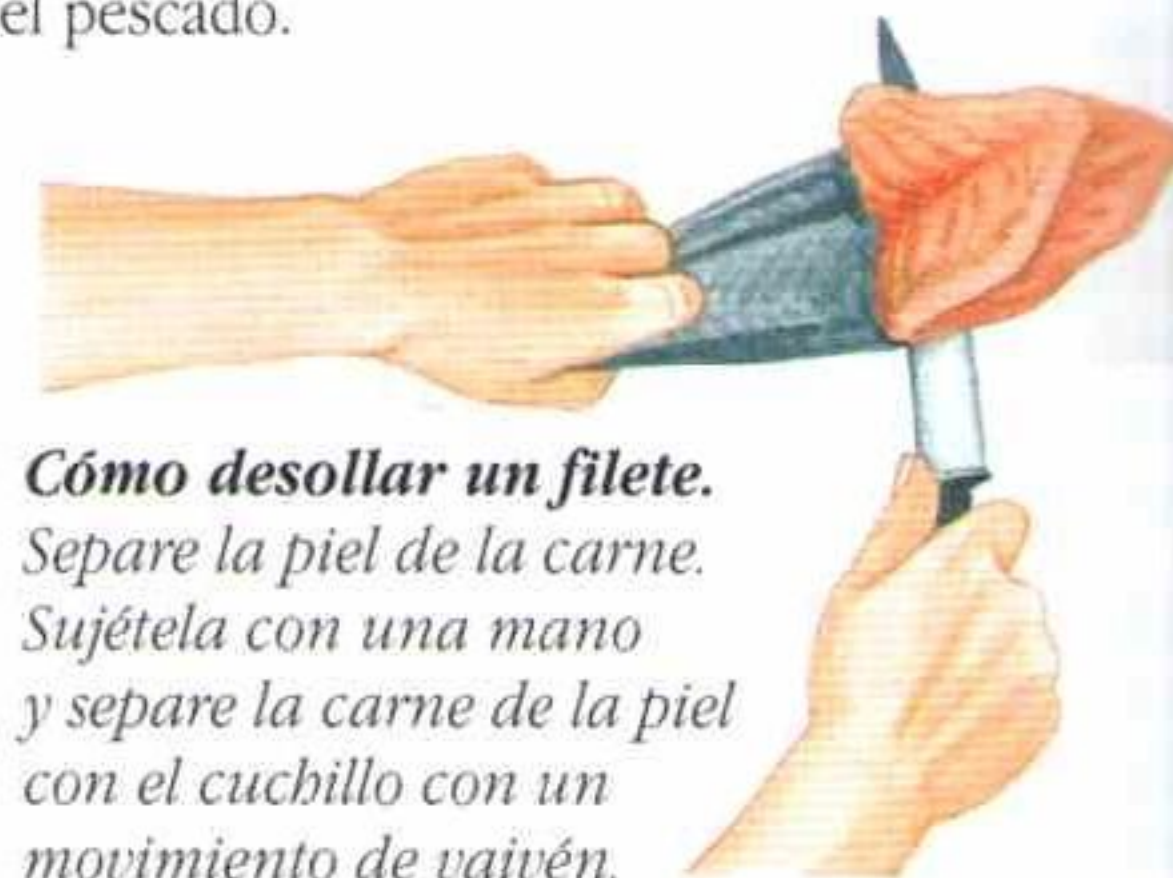 el pescado.
Cómo desollar un filete.
Separe la piel de la carne.
Sujétela con una mano
y separe la carne de la piel
con el cuchillo con un
movimiento de vaivén.